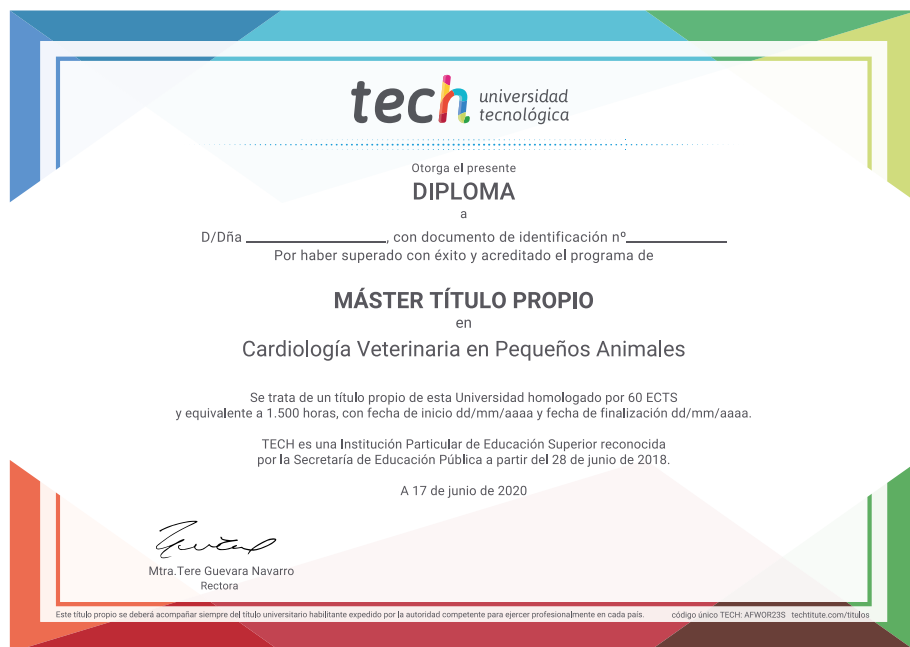 tech universidad
tecnológica
Otorga el presente
DIPLOMA
a
D/Dña ____________________, con documento de identificación nº______________
Por haber superado con éxito y acreditado el programa de
MÁSTER TÍTULO PROPIO
en
Cardiología Veterinaria en Pequeños Animales
Se trata de un título propio de esta Universidad homologado por 60 ECTS
y equivalente a 1.500 horas, con fecha de inicio dd/mm/aaaa y fecha de finalización dd/mm/aaaa.
TECH es una Institución Particular de Educación Superior reconocida
por la Secretaría de Educación Pública a partir del 28 de junio de 2018.
A 17 de junio de 2020
Mtra.Tere Guevara Navarro
Rectora
Este título propio se deberá acompañar siempre del título universitario habilitante expedido por la autoridad competente para ejercer profesionalmente en cada país. código único TECH: AFWOR23S techtitute.com/titulos